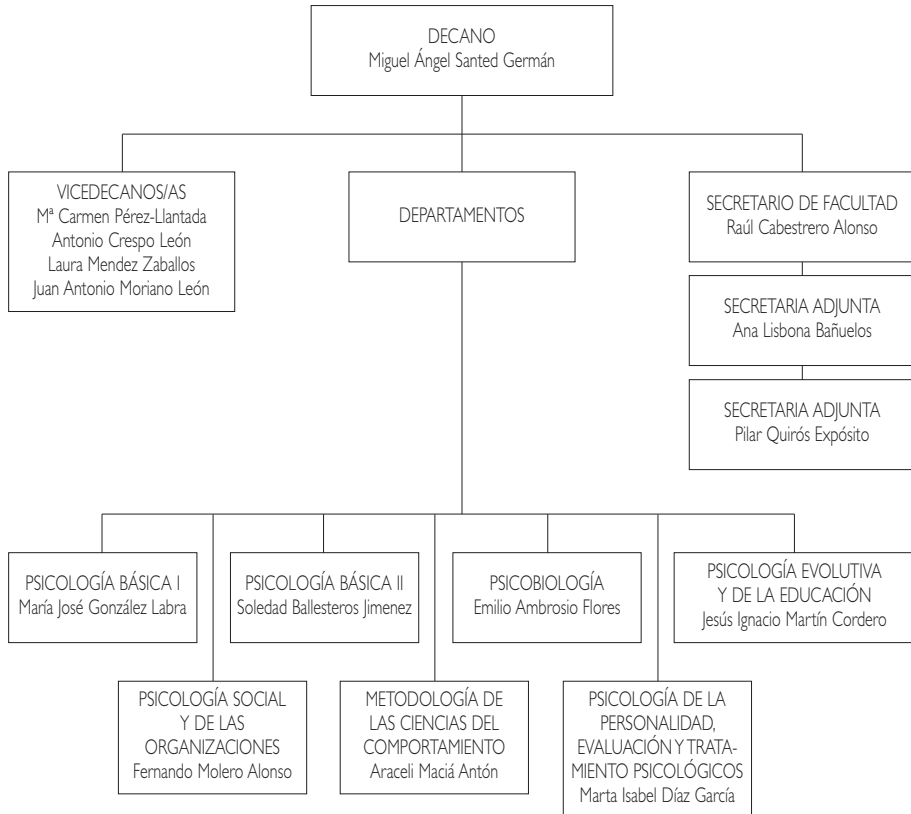 DECANO
Miguel Ángel Santed Germán
VICEDECANOS/AS
Mª Carmen Pérez-Llantada
Antonio Crespo León
Laura Mendez Zaballos
Juan Antonio Moriano León
DEPARTAMENTOS
SECRETARIO DE FACULTAD
Raúl Cabestrero Alonso
SECRETARIA ADJUNTA
Ana Lisbona Bañuelos
SECRETARIA ADJUNTA
Pilar Quirós Expósito
PSICOLOGÍA BÁSICA I
María José González Labra
PSICOLOGÍA BÁSICA II
Soledad Ballesteros Jimenez
PSICOBIOLOGÍA
Emilio Ambrosio Flores
PSICOLOGÍA EVOLUTIVA
Y DE LA EDUCACIÓN
Jesús Ignacio Martín Cordero
PSICOLOGÍA SOCIAL
Y DE LAS
ORGANIZACIONES
Fernando Molero Alonso
METODOLOGÍA DE
LAS CIENCIAS DEL
COMPORTAMIENTO
Araceli Maciá Antón
PSICOLOGÍA DE LA
PERSONALIDAD,
EVALUACIÓN Y TRATA-
MIENTO PSICOLÓGICOS
Marta Isabel Díaz García